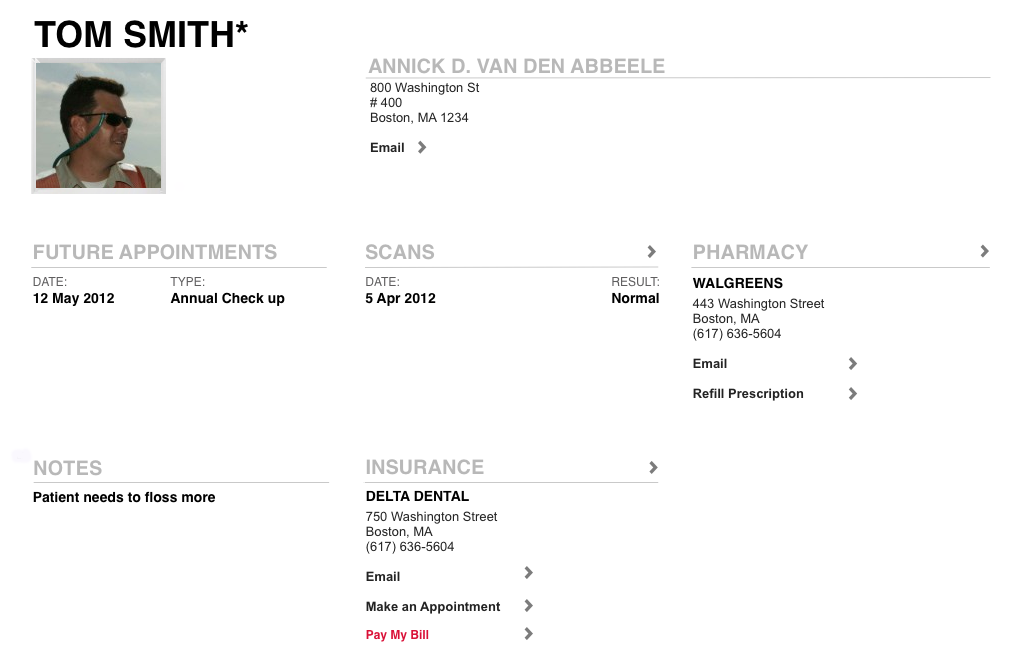 TOM SMITH*
ANNICK D. VAN DEN ABBEELE
800 Washington St
# 400
Boston, MA 1234
Email
FUTURE APPOINTMENTS
DATE: TYPE:
12 May 2012 Annual Check up
SCANS
DATE: RESULT:
5 Apr 2012 Normal
PHARMACY
WALGREENS
443 Washington Street
Boston, MA
(617) 636-5604
Email
Refill Prescription
NOTES
Patient needs to floss more
INSURANCE
DELTA DENTAL
750 Washington Street
Boston, MA
(617) 636-5604
Email
Make an Appointment
Pay My Bill